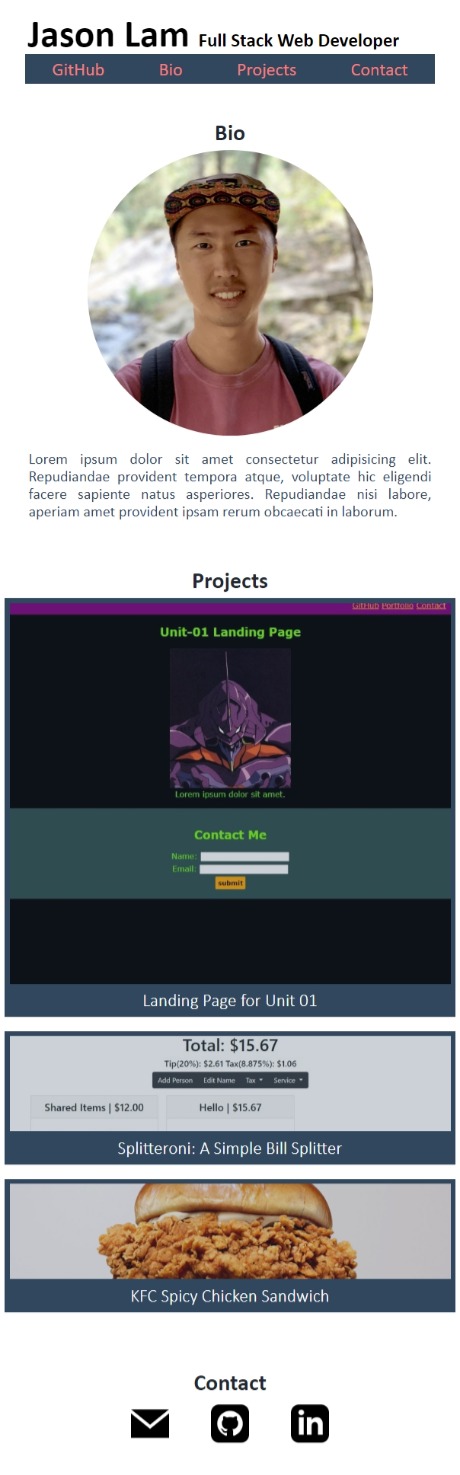 Jason Lam Full Stack Web Developer
GitHub Bio Projects Contact
Bio
Lorem ipsum dolor sit amet consectetur adipisicing elit.
Repudiandae provident tempora atque, voluptate hic eligendi
facere sapiente natus asperiores. Repudiandae nisi labore,
aperiam amet provident ipsam rerum obcaecati in laborum.
Projects
GitHub Portfolio Contact
Unit-01 Landing Page
Lorem ipsum dolor sit amet.
Contact Me
Name:
Email:
submit
Landing Page for Unit 01
Total: $15.67
Tip(20%): $2.61 Tax(8.875%): $1.06
Add Person Edit Name Tax Service
Shared Items | $12.00 Hello | $15.67
Splitteroni: A Simple Bill Splitter
KFC Spicy Chicken Sandwich
Contact
in